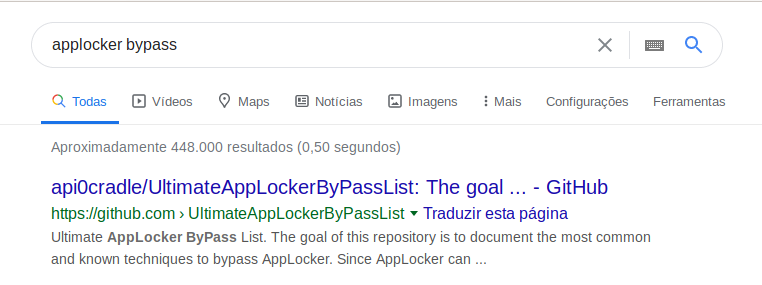 applocker bypass
Todas Vídeos Maps Notícias Imagens Mais Configurações Ferramentas
Aproximadamente 448.000 resultados (0,50 segundos)
api0cradle/UltimateAppLockerByPassList: The goal ... - GitHub
https://github.com › UltimateAppLockerByPassList Traduzir esta página
Ultimate AppLocker ByPass List. The goal of this repository is to document the most common
and known techniques to bypass AppLocker. Since AppLocker can ...